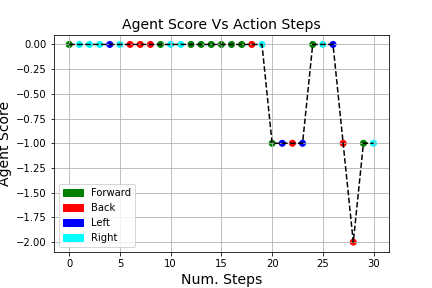 Agent Score Vs Action Steps
0.00
−0.25
−0.50
−0.75
−1.00
−1.25
−1.50
−1.75
−2.00
Agent Score
Forward
Back
Left
Right
0 5 10 15 20 25 30
Num. Steps